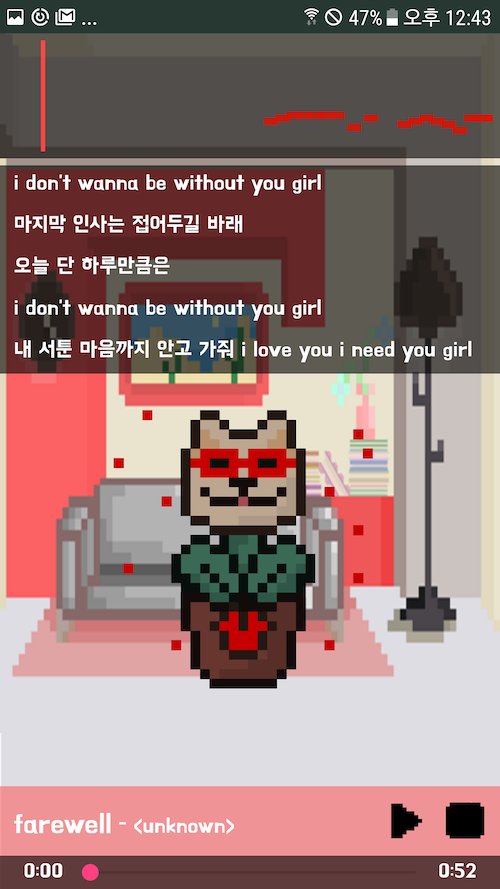 ... 47% 오후 12:43
i don't wanna be without you girl
마지막 인사는 접어두길 바래
오늘 단 하루만큼은
i don't wanna be without you girl
내 서툰 마음까지 안고 가줘 i love you i need you girl
farewell - <unknown>
0:00 0:52